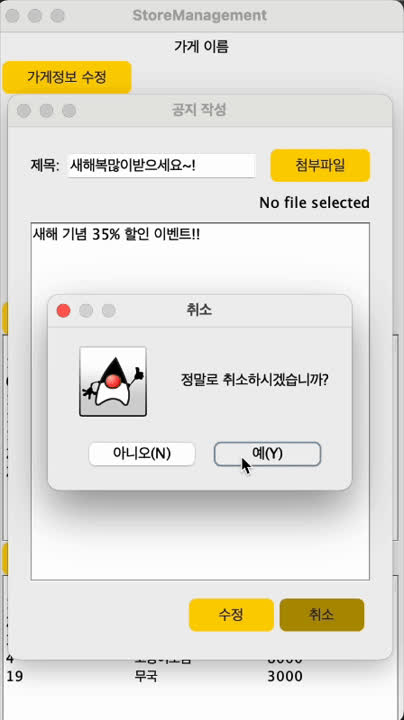 StoreManagement
가게 이름
가게정보 수정
공지 작성
제목: 새해복많이받으세요~! 첨부파일
No file selected
새해 기념 35% 할인 이벤트!!
취소
정말로 취소하시겠습니까?
아니오(N) 예(Y)
수정 취소
19 무국 3000